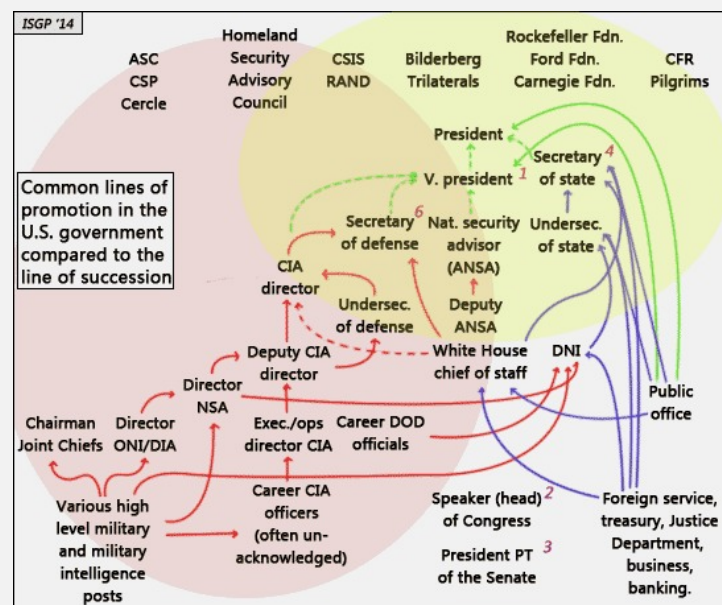 ISGP '14
ASC
CSP
Cercle
Homeland
Security
Advisory
Council
CSIS
RAND
Bilderberg
Trilaterals
Rockefeller Fdn.
Ford Fdn.
Carnegie Fdn.
CFR
Pilgrims
Common lines of
promotion in the
U.S. government
compared to the
line of succession
President
V. president 1
Secretary 4
of state
Secretary 6
of defense
Nat. security
advisor
(ANSA)
Undersec.
of state
CIA
director
Undersec.
of defense
Deputy
ANSA
Deputy CIA
director
White House
chief of staff
DNI
Director
NSA
Public
office
Chairman
Joint Chiefs
Director
ONI/DIA
Exec./ops
director CIA
Career DOD
officials
Various high
level military
and military
intelligence
posts
Career CIA
officers
(often un-
acknowledged)
Speaker (head) 2
of Congress
President PT 3
of the Senate
Foreign service,
treasury, Justice
Department,
business,
banking.